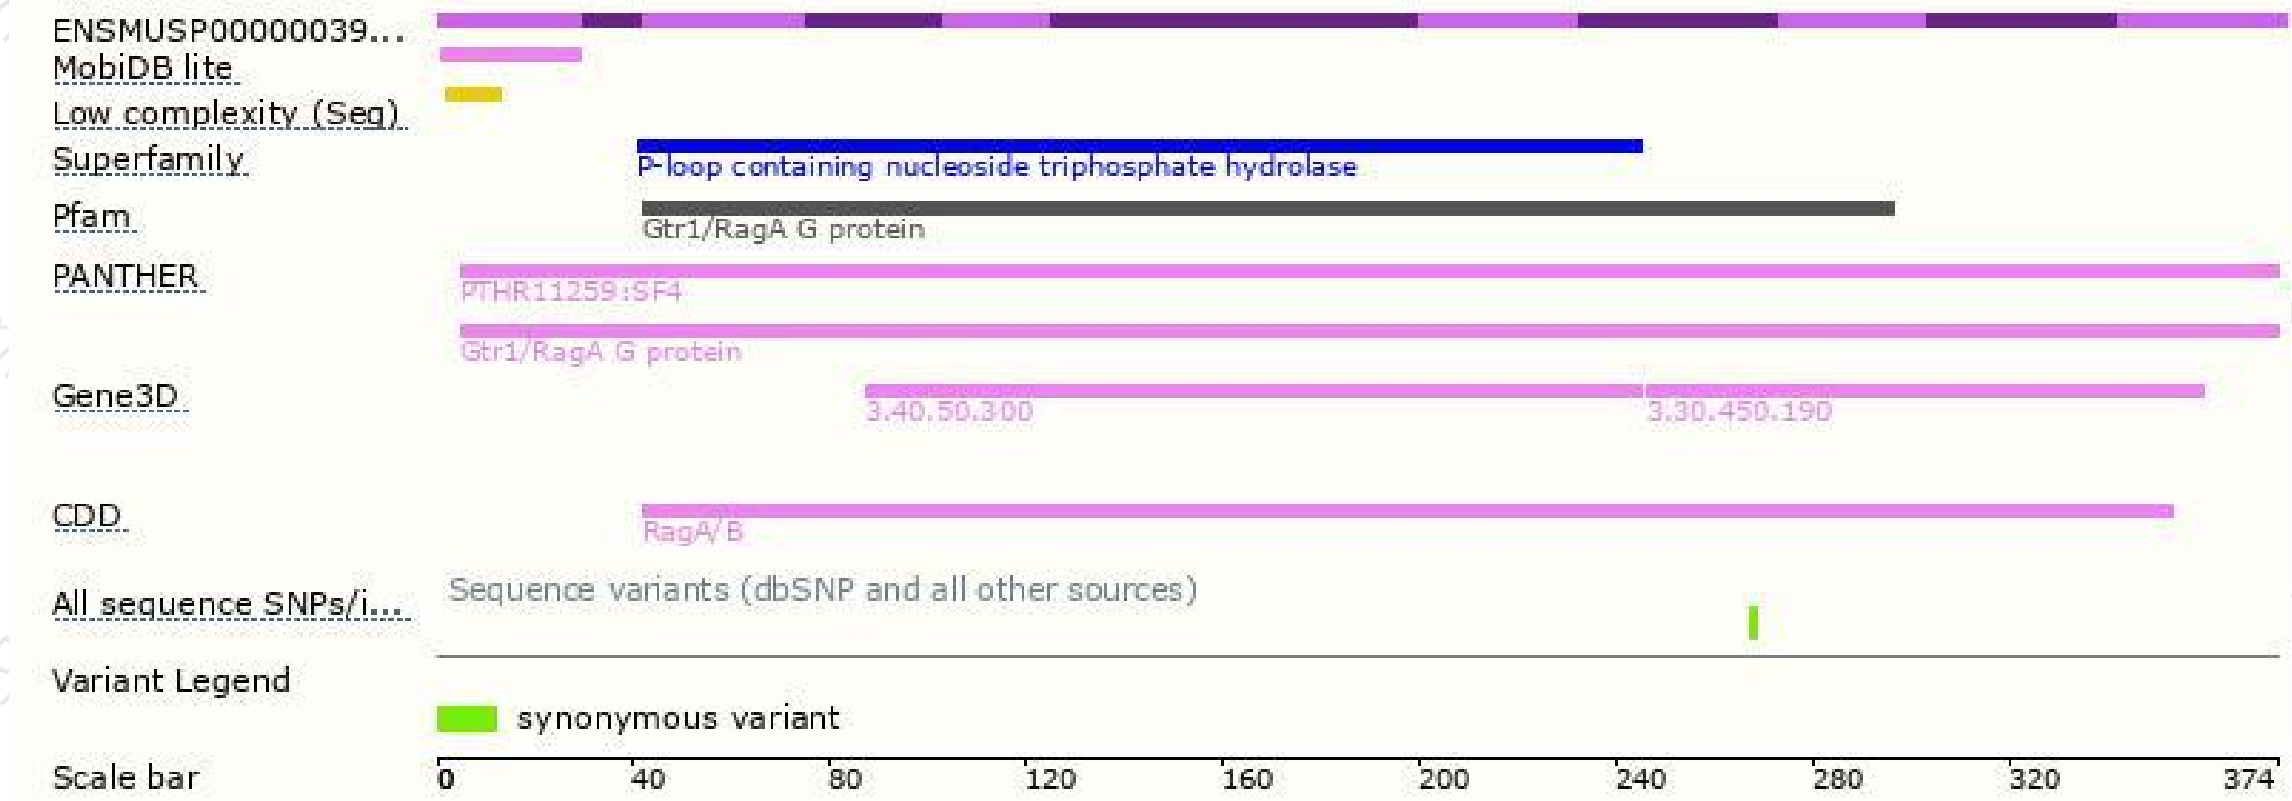 ENSMUSP00000039...
MobiDB lite
Low complexity (Seg)
Superfamily
P-loop containing nucleoside triphosphate hydrolase
Pfam
Gtr1/RagA G protein
PANTHER
PTHR11259:SF4
Gtr1/RagA G protein
Gene3D
3.40.50.300 3.30.450.190
CDD
RagA/B
All sequence SNPs/i...
Sequence variants (dbSNP and all other sources)
Variant Legend
synonymous variant
Scale bar
0 40 80 120 160 200 240 280 320 374